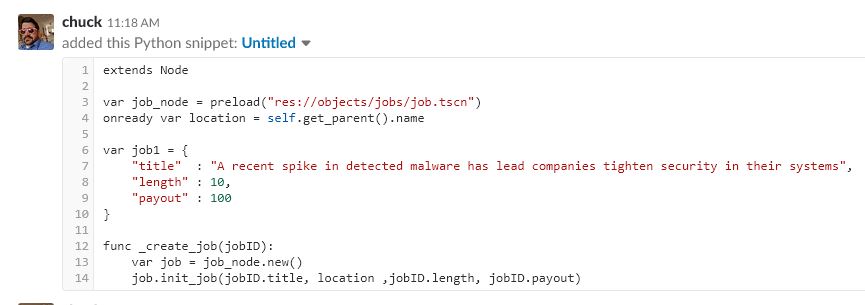 chuck 11:18 AM
added this Python snippet: Untitled
1 extends Node
2
3 var job_node = preload("res://objects/jobs/job.tscn")
4 onready var location = self.get_parent().name
5
6 var job1 = {
7     "title"  : "A recent spike in detected malware has lead companies tighten security in their systems",
8     "length" : 10,
9     "payout" : 100
10 }
11
12 func _create_job(jobID):
13     var job = job_node.new()
14     job.init_job(jobID.title, location ,jobID.length, jobID.payout)